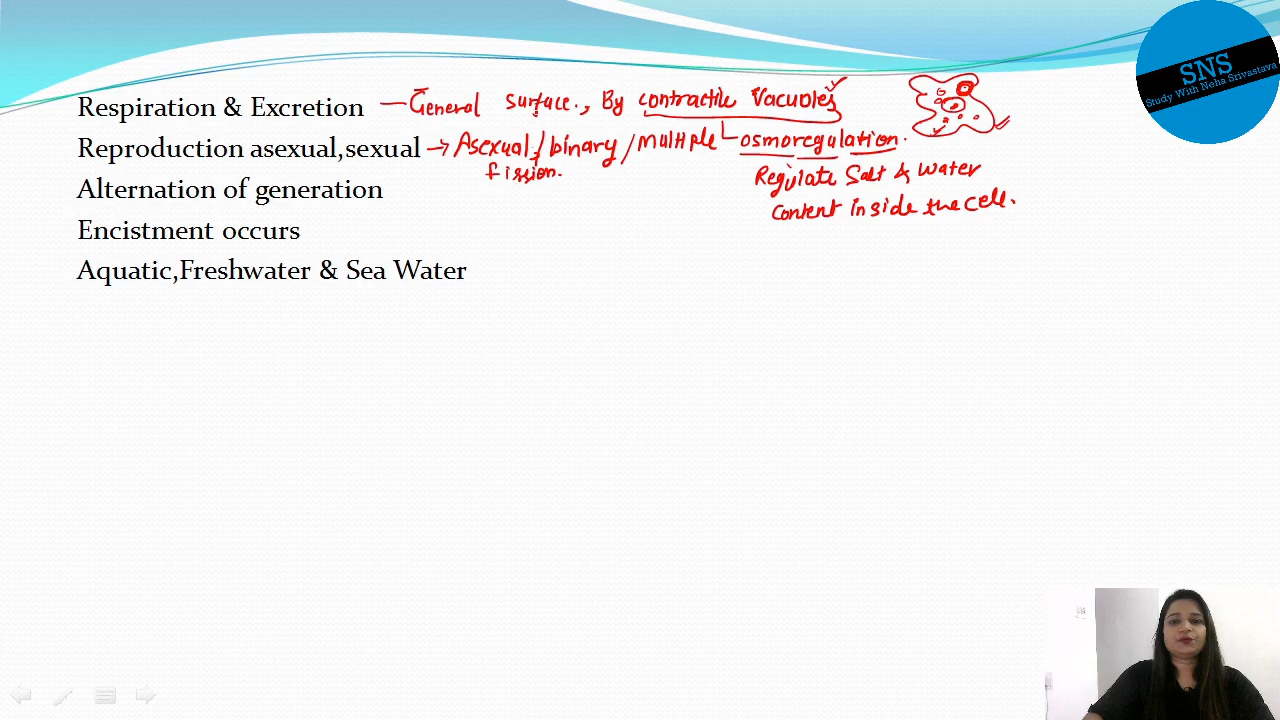 SNS
Study With Neha Srivastava
Respiration & Excretion — General surface., By contractile Vacuoles
Reproduction asexual,sexual → Asexual / binary / multiple osmoregulation.
fission. Regulate Salt & water
Alternation of generation content inside the cell.
Encistment occurs
Aquatic,Freshwater & Sea Water